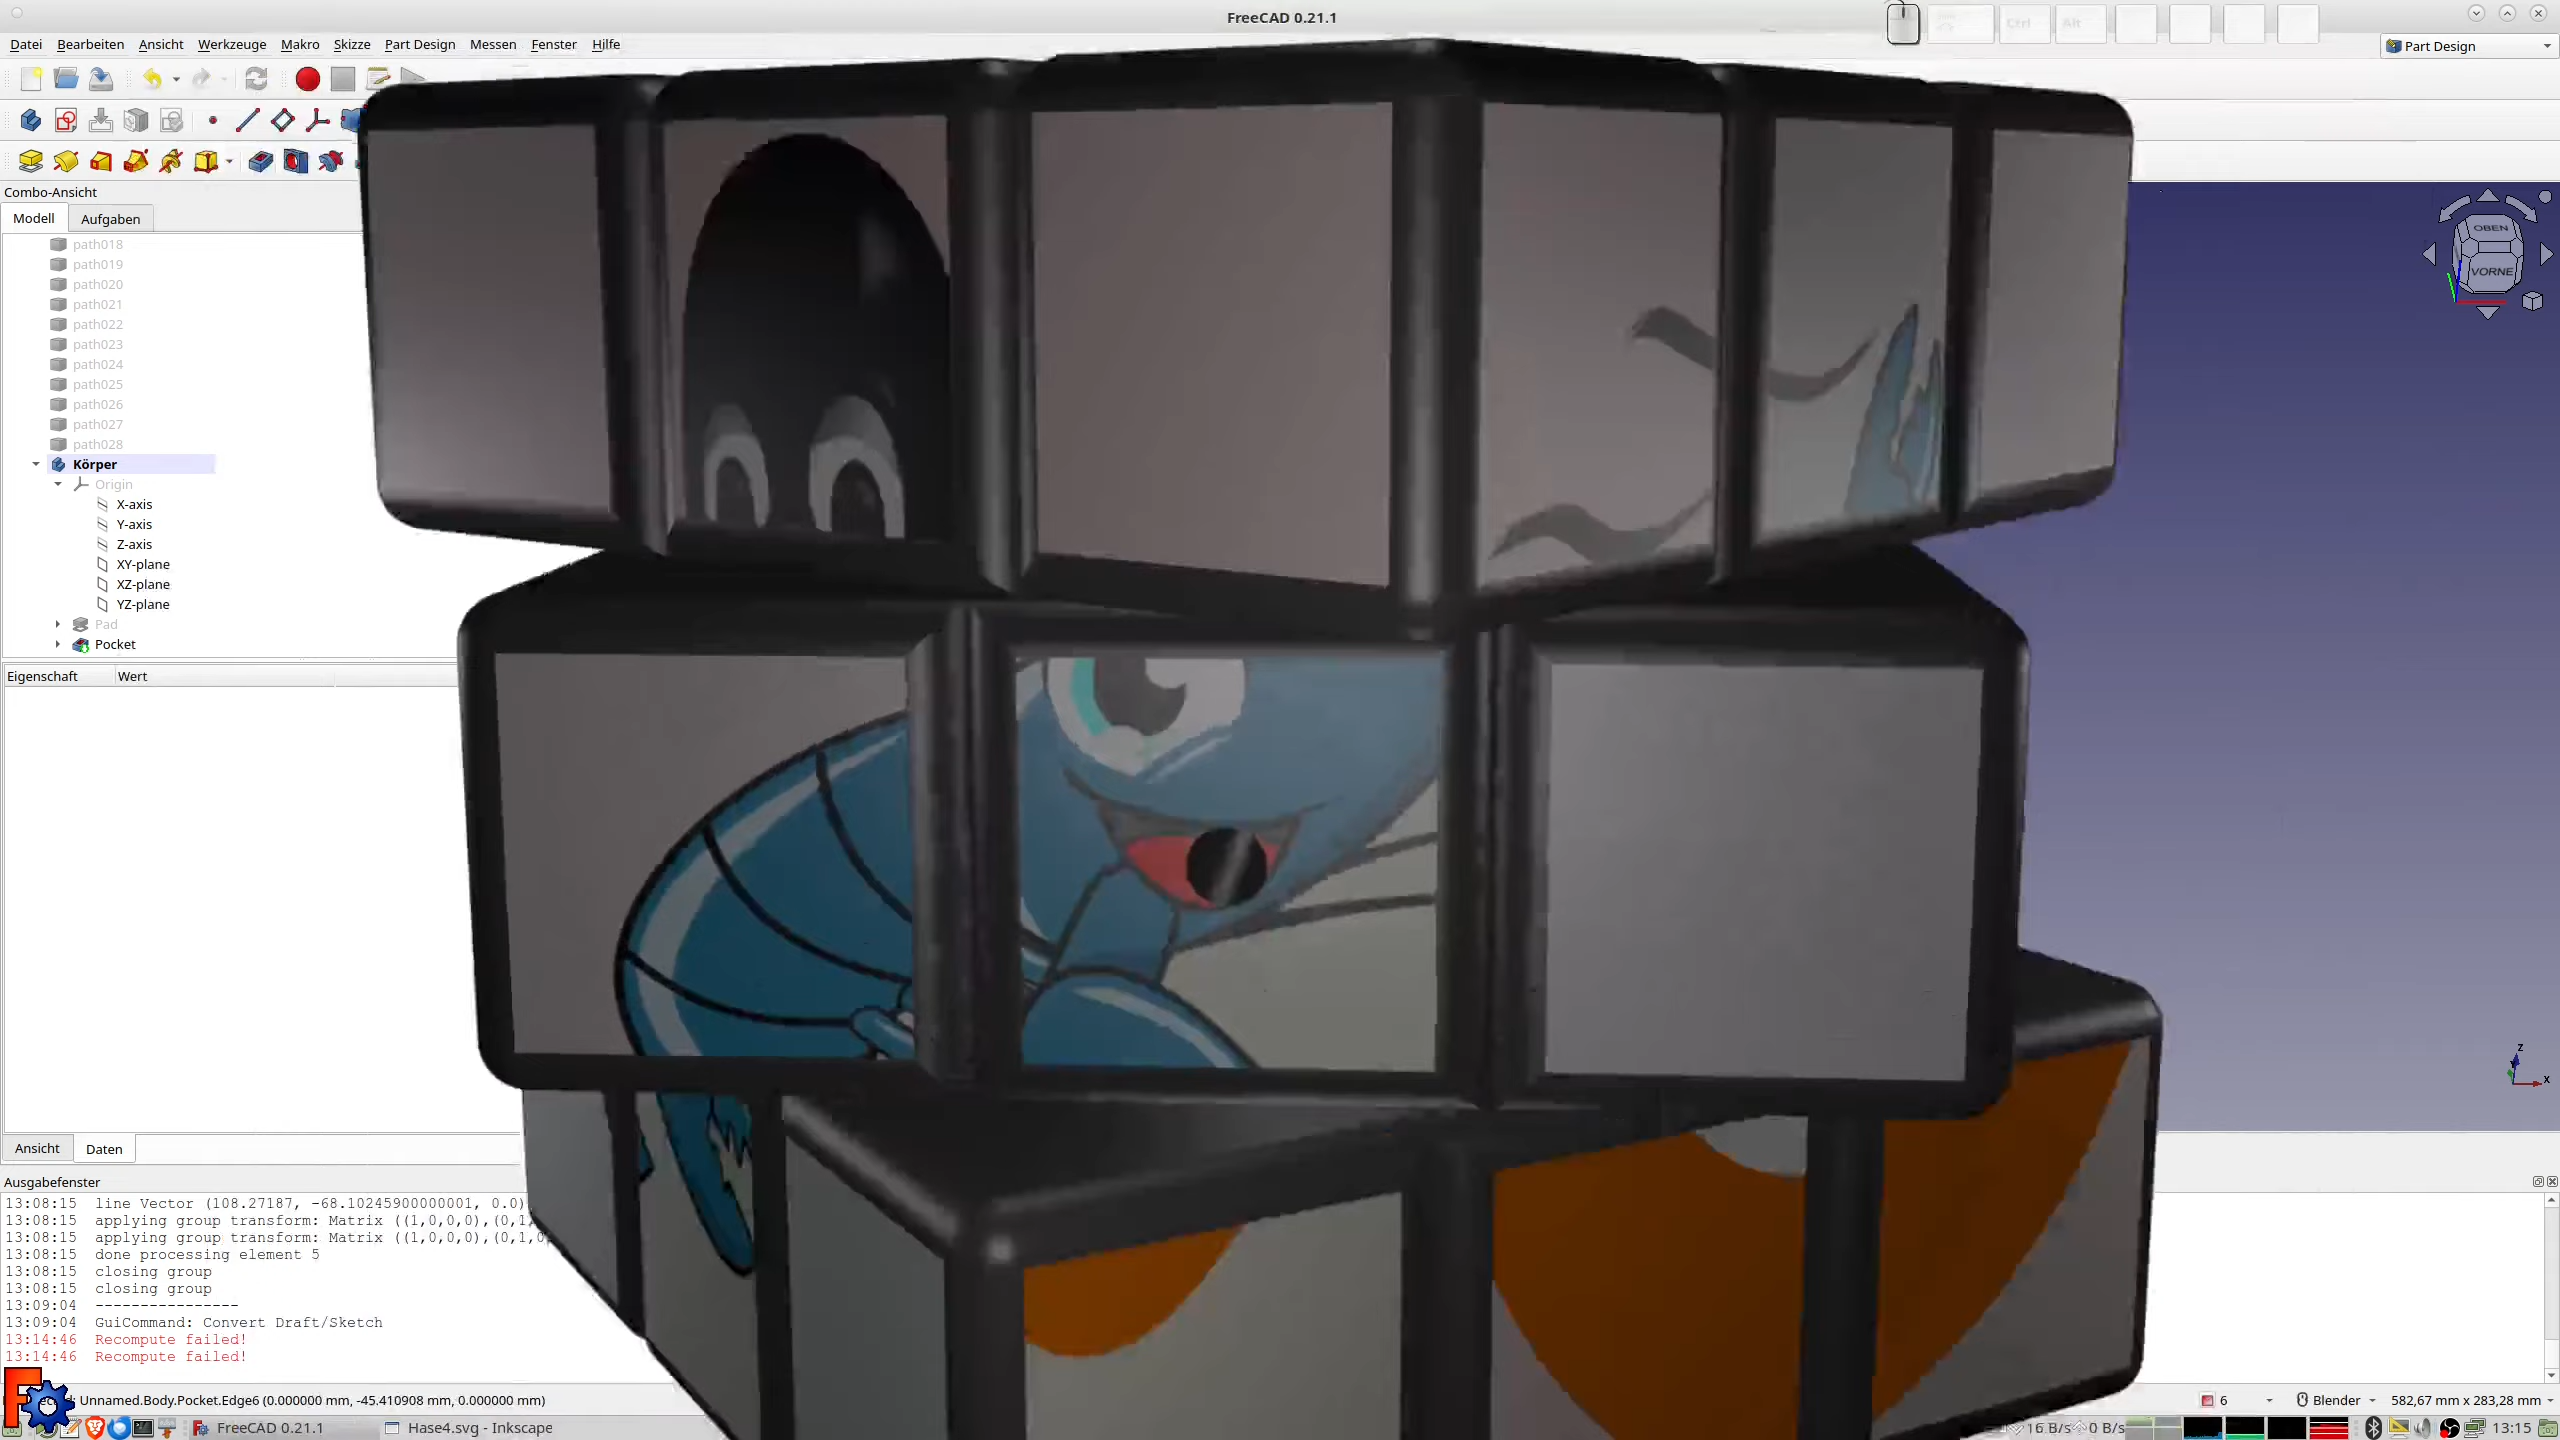 FreeCAD 0.21.1
Ctrl Alt
Datei Bearbeiten Ansicht Werkzeuge Makro Skizze Part Design Messen Fenster Hilfe
Part Design
Combo-Ansicht
Modell Aufgaben
path018
path019
path020
path021
path022
path023
path024
path025
path026
path027
path028
Körper
Origin
X-axis
Y-axis
Z-axis
XY-plane
XZ-plane
YZ-plane
Pad
Pocket
OBEN
VORNE
Eigenschaft Wert
z
x
Ansicht Daten
Ausgabefenster
13:08:15 line Vector (108.27187, -68.10245900000001, 0.0)
13:08:15 applying group transform: Matrix ((1,0,0,0),(0,1)
13:08:15 applying group transform: Matrix ((1,0,0,0),(0,1,0
13:08:15 done processing element 5
13:08:15 closing group
13:08:15 closing group
13:09:04 ----------------
13:09:04 GuiCommand: Convert Draft/Sketch
13:14:46 Recompute failed!
13:14:46 Recompute failed!
Unnamed.Body.Pocket.Edge6 (0.000000 mm, -45.410908 mm, 0.000000 mm)
6 Blender 582,67 mm x 283,28 mm
FreeCAD 0.21.1 Hase4.svg - Inkscape
16 B/s 0 B/s 13:15